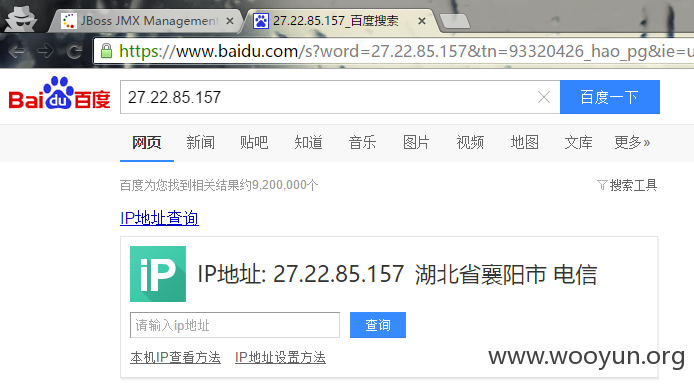 JBoss JMX Management
27.22.85.157_百度搜索
https://www.baidu.com/s?word=27.22.85.157&tn=93320426_hao_pg&ie=u
Bai du 百度 27.22.85.157 百度一下
网页 新闻 贴吧 知道 音乐 图片 视频 地图 文库 更多»
百度为您找到相关结果约9,200,000个 搜索工具
IP地址查询
iP IP地址: 27.22.85.157 湖北省襄阳市 电信
请输入ip地址 查询
本机IP查看方法 IP地址设置方法
www.wooyun.org